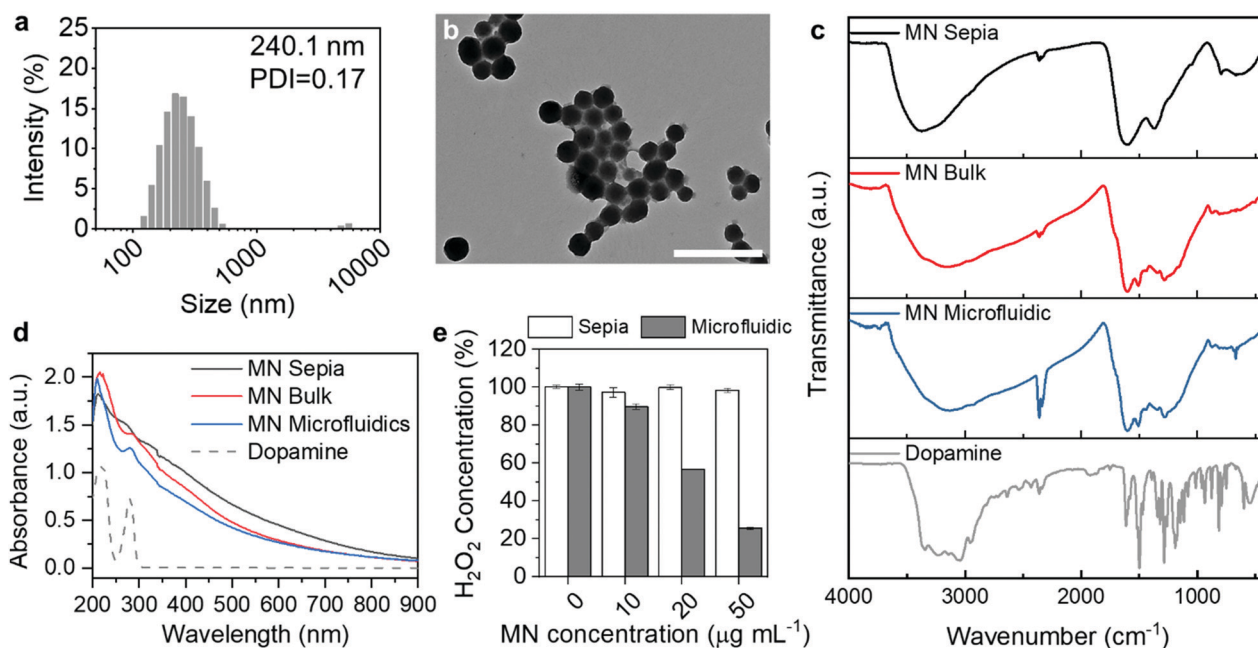 a
240.1 nm
PDI=0.17
Intensity (%)
25
20
15
10
5
0
100
1000
10000
Size (nm)
b
c
MN Sepia
MN Bulk
MN Microfluidic
Dopamine
Transmittance (a.u.)
4000
3000
2000
1000
Wavenumber (cm⁻¹)
d
MN Sepia
MN Bulk
MN Microfluidics
Dopamine
Absorbance (a.u.)
2.0
1.5
1.0
0.5
0.0
200 300 400 500 600 700 800 900
Wavelength (nm)
e
Sepia
Microfluidic
H₂O₂ Concentration (%)
120
100
80
60
40
20
0
0
10
20
50
MN concentration (μg mL⁻¹)